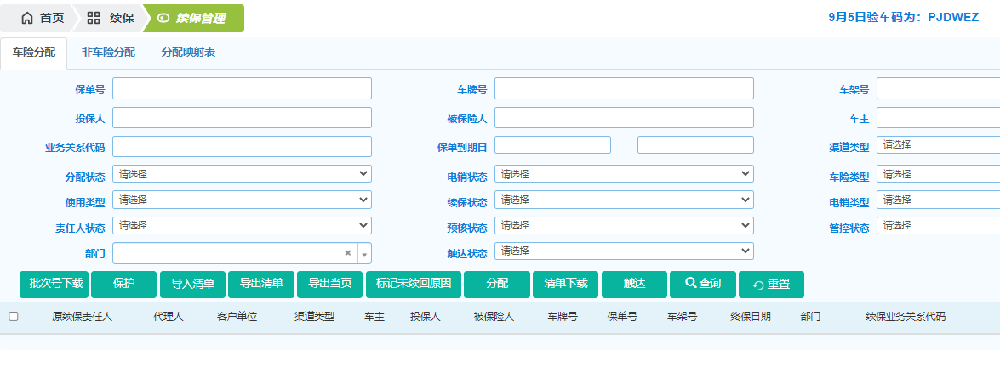 首页 续保 续保管理 9月5日验车码为：PJDWEZ
车险分配 非车险分配 分配映射表
保单号 车牌号 车架号
投保人 被保险人 车主
业务关系代码 保单到期日 渠道类型 请选择
分配状态 请选择 电销状态 请选择 车险类型 请选择
使用类型 请选择 续保状态 请选择 电销类型 请选择
责任人状态 请选择 预核状态 请选择 管控状态 请选择
部门 触达状态 请选择
批次号下载 保护 导入清单 导出清单 导出当页 标记未续回原因 分配 清单下载 触达 查询 重置
原续保责任人 代理人 客户单位 渠道类型 车主 投保人 被保险人 车牌号 保单号 车架号 终保日期 部门 续保业务关系代码